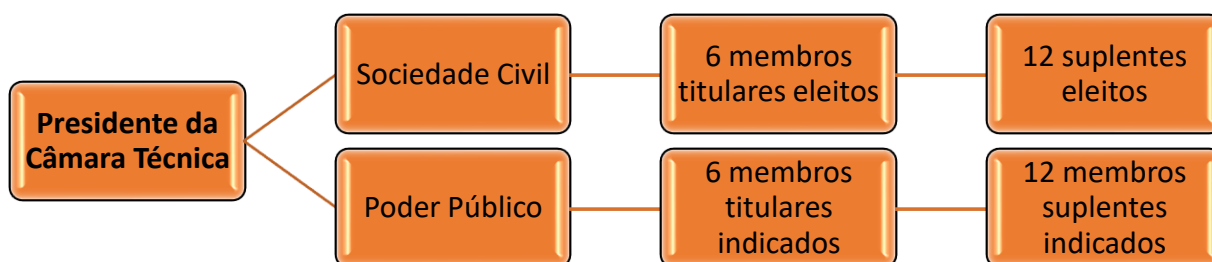 Presidente da
Câmara Técnica
Sociedade Civil
6 membros
titulares eleitos
12 suplentes
eleitos
Poder Público
6 membros
titulares
indicados
12 membros
suplentes
indicados